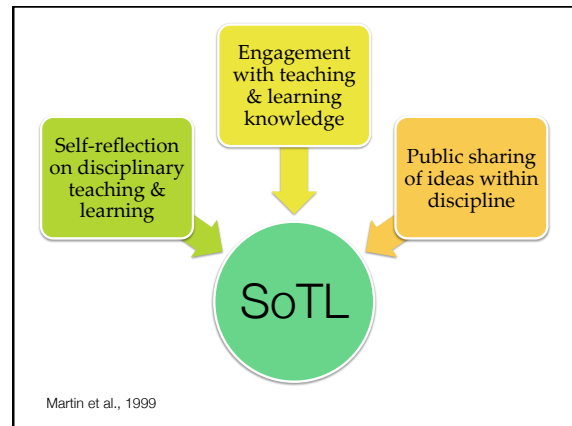 Self-reflection
on disciplinary
teaching &
learning
Engagement
with teaching
& learning
knowledge
Public sharing
of ideas within
discipline
SoTL
Martin et al., 1999